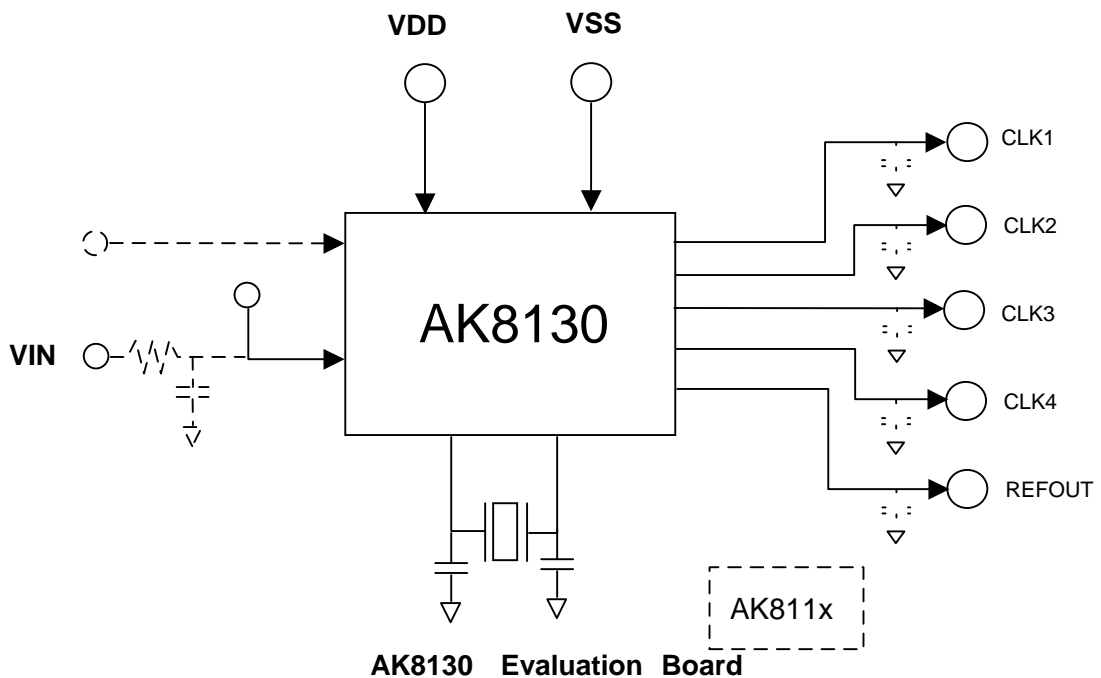 VDD VSS
CLK1
CLK2
AK8130
CLK3
VIN
CLK4
REFOUT
AK811x
AK8130 Evaluation Board